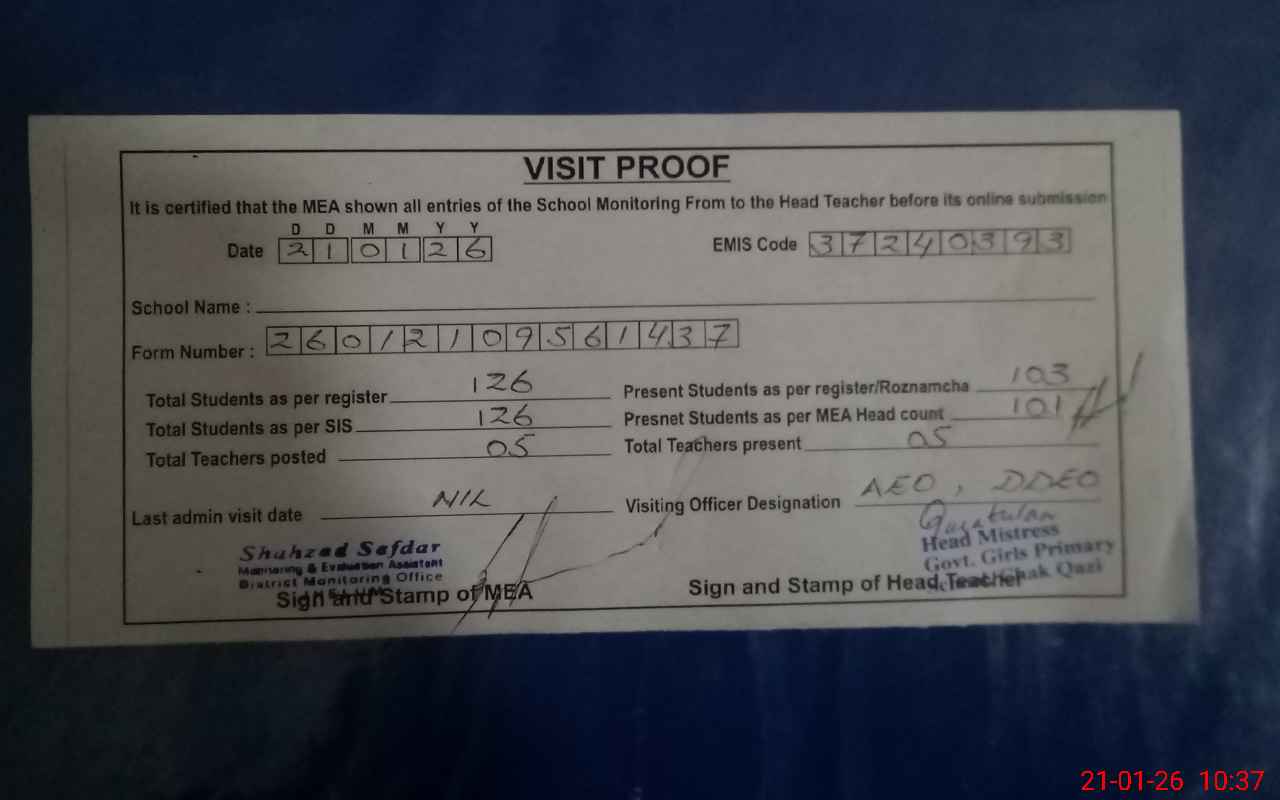 VISIT PROOF
It is certified that the MEA shown all entries of the School Monitoring From to the Head Teacher before its online submission
D D M M Y Y
Date 2 1 0 1 2 6 EMIS Code 3 7 2 4 0 3 9 3
School Name :
Form Number : 2 6 0 1 2 1 0 9 5 6 1 4 3 7
Total Students as per register 126 Present Students as per register/Roznamcha 103
Total Students as per SIS 126 Presnet Students as per MEA Head count 101
Total Teachers posted 05 Total Teachers present 05
Last admin visit date NIL Visiting Officer Designation AEO, DDEO
Shahzad Safdar
Monitoring & Evaluation Assistant
District Monitoring Office
Sign and Stamp of MEA
Head Mistress
Govt. Girls Primary
Chak Qazi
Sign and Stamp of Head Teacher
21-01-26 10:37